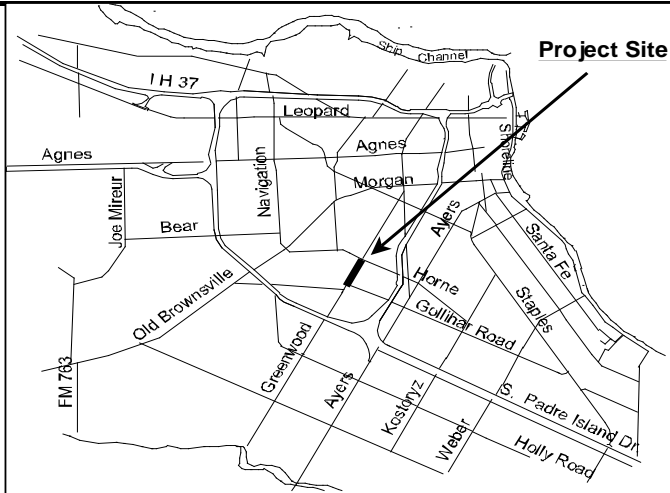 Project Site
Ship Channel
I H 37
Leopard
Shoreline
Agnes
Agnes
Navigation
Morgan
Joe Mireur
Bear
Ayers
Santa Fe
Old Brownsville
Horne
Staples
Gollihar Road
Greenwood
FM 763
Ayers
Kostoryz
Weber
S. Padre Island Dr
Holly Road